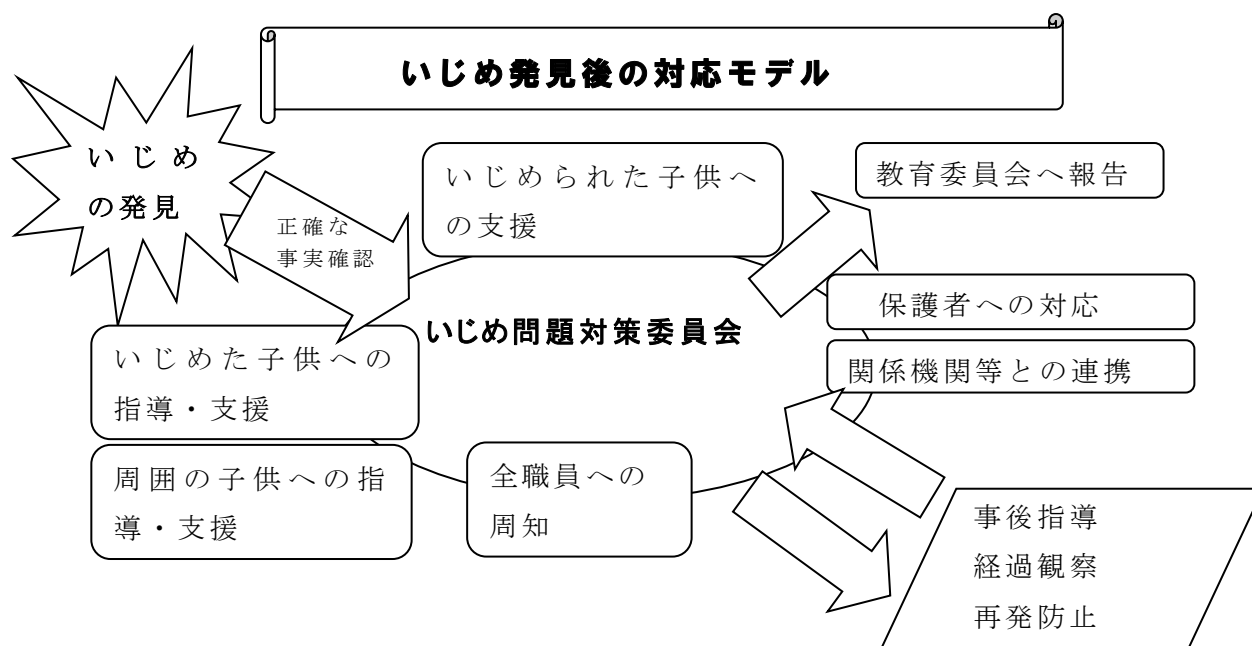 いじめ発見後の対応モデル
いじめ
の発見
正確な
事実確認
いじめられた子供へ
の支援
教育委員会へ報告
保護者への対応
関係機関等との連携
いじめ問題対策委員会
いじめた子供への
指導・支援
周囲の子供への指
導・支援
全職員への
周知
事後指導
経過観察
再発防止